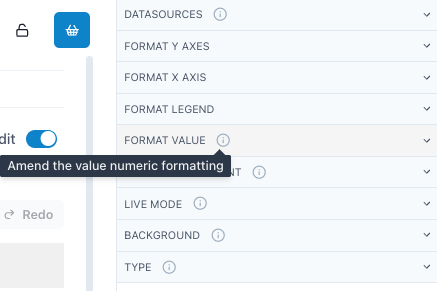 DATASOURCES
FORMAT Y AXES
FORMAT X AXIS
FORMAT LEGEND
dit
FORMAT VALUE
Amend the value numeric formatting
NT
LIVE MODE
Redo
BACKGROUND
TYPE